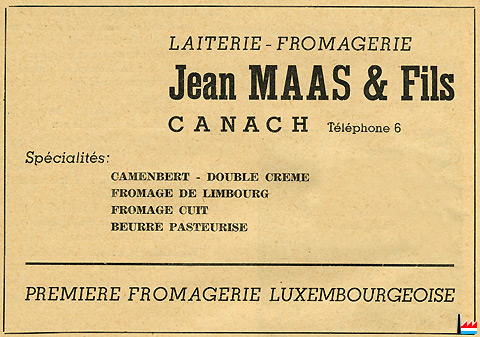 LAITERIE - FROMAGERIE
Jean MAAS & Fils
CANACH Téléphone 6
Spécialités:
CAMENBERT - DOUBLE CREME
FROMAGE DE LIMBOURG
FROMAGE CUIT
BEURRE PASTEURISE
PREMIERE FROMAGERIE LUXEMBOURGEOISE